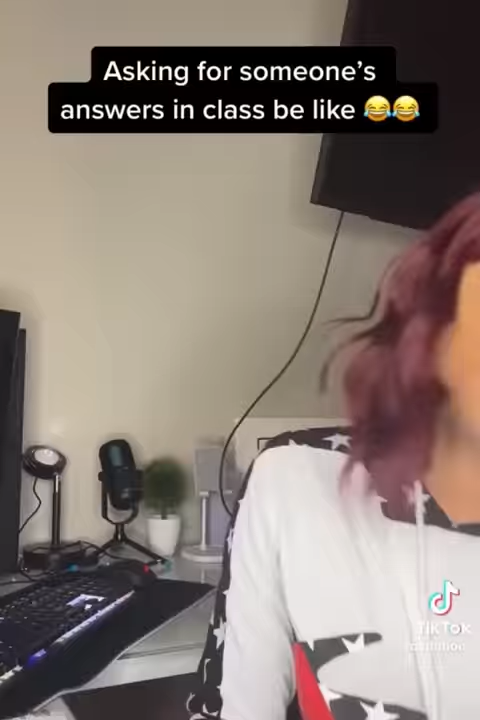 Asking for someone's
answers in class be like 😂😂
TikTok